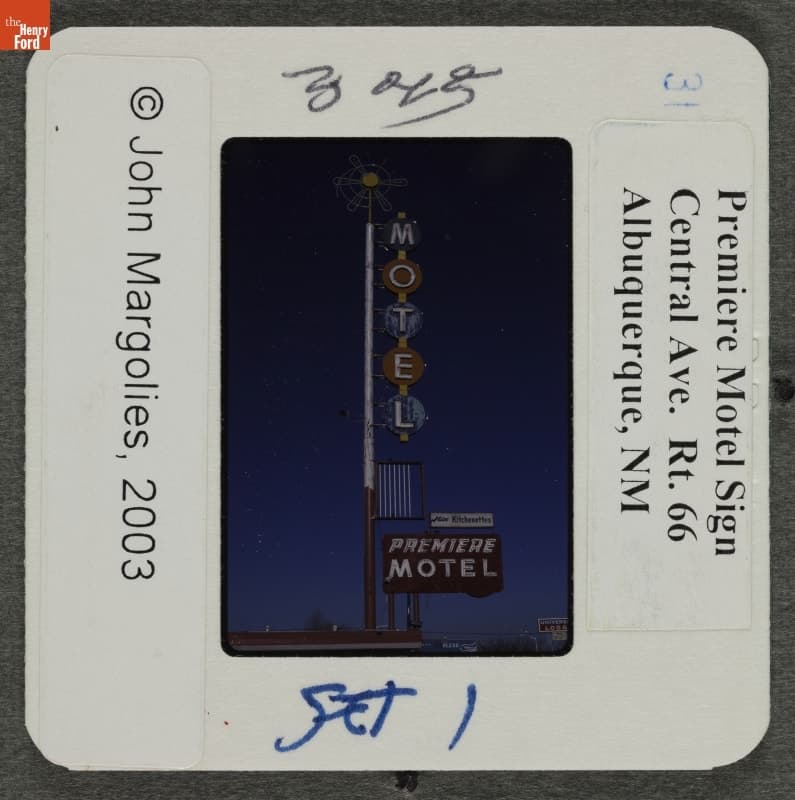 the
Henry
Ford
31
© John Margolies, 2003
Premiere Motel Sign
Central Ave. Rt. 66
Albuquerque, NM
MOTEL
Kitchenettes
PREMIERE
MOTEL
SET 1